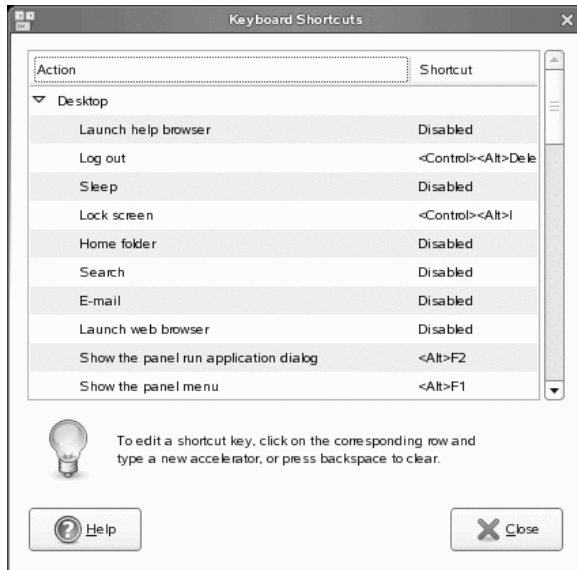 Keyboard Shortcuts
Action Shortcut
Desktop
Launch help browser Disabled
Log out <Control><Alt>Dele
Sleep Disabled
Lock screen <Control><Alt>l
Home folder Disabled
Search Disabled
E-mail Disabled
Launch web browser Disabled
Show the panel run application dialog <Alt>F2
Show the panel menu <Alt>F1
To edit a shortcut key, click on the corresponding row and
type a new accelerator, or press backspace to clear.
Help Close